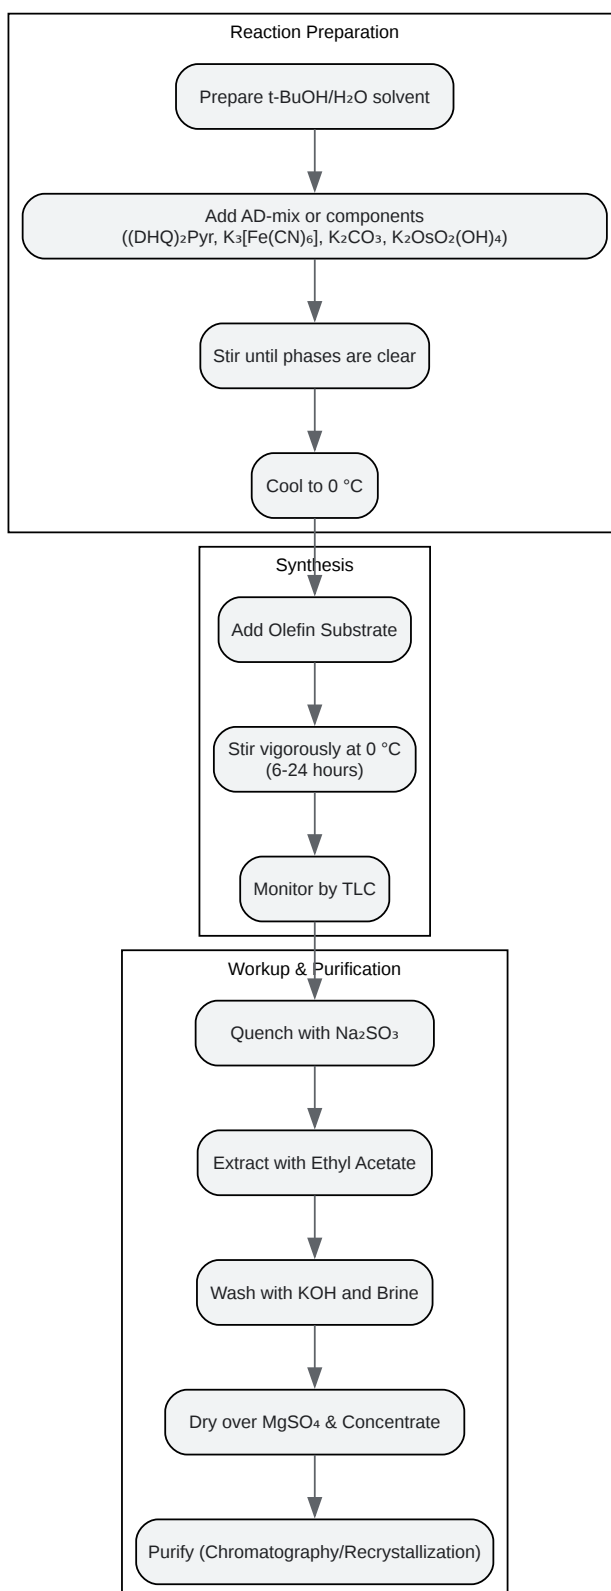 Reaction Preparation
Prepare t-BuOH/H₂O solvent
Add AD-mix or components
((DHQ)₂Pyr, K₃[Fe(CN)₆], K₂CO₃, K₂OsO₂(OH)₄)
Stir until phases are clear
Cool to 0 °C
Synthesis
Add Olefin Substrate
Stir vigorously at 0 °C
(6-24 hours)
Monitor by TLC
Workup & Purification
Quench with Na₂SO₃
Extract with Ethyl Acetate
Wash with KOH and Brine
Dry over MgSO₄ & Concentrate
Purify (Chromatography/Recrystallization)